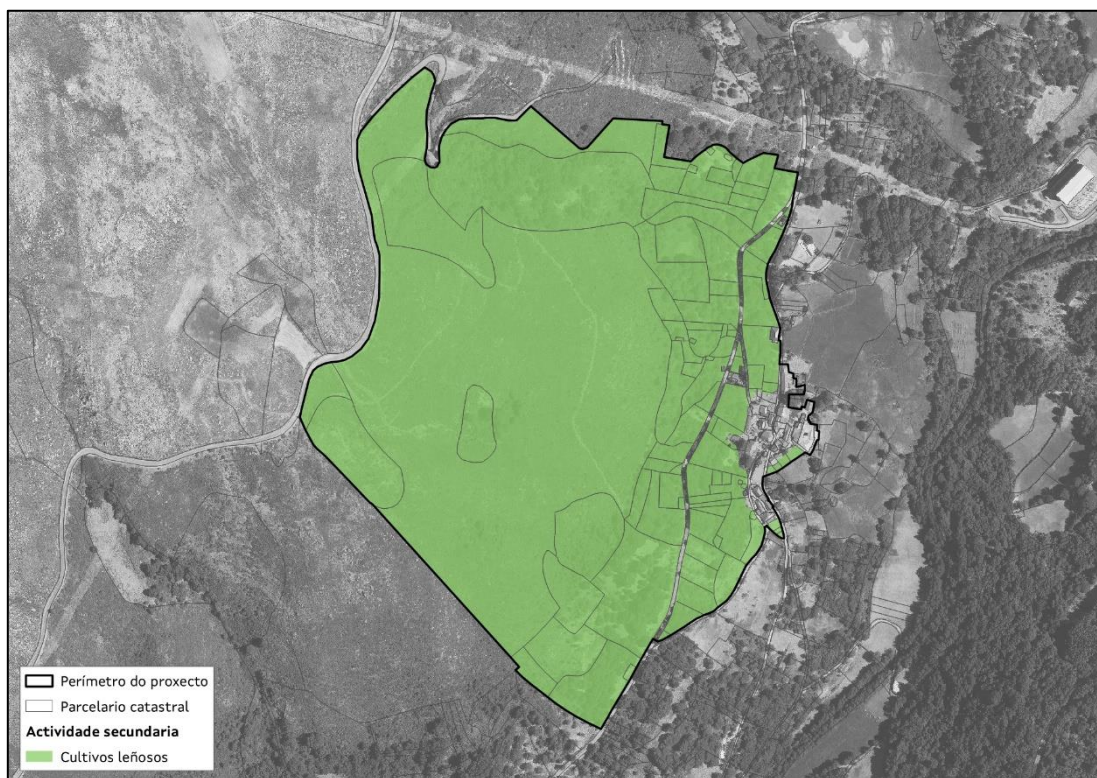 Perímetro do proxecto
Parcelario catastral
Actividade secundaria
Cultivos leñosos